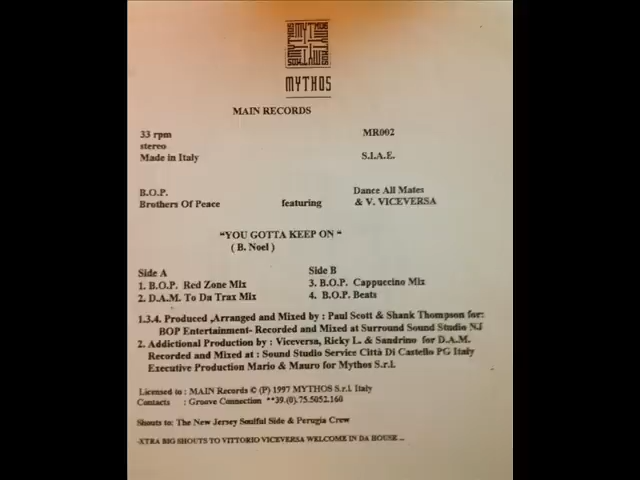 MYTHOS
MAIN RECORDS
33 rpm MR002
stereo
Made in Italy S.I.A.E.
B.O.P. Dance All Mates
Brothers Of Peace featuring & V. VICEVERSA
“YOU GOTTA KEEP ON “
( B. Noel )
Side A Side B
1. B.O.P. Red Zone Mix 3. B.O.P. Cappuccino Mix
2. D.A.M. To Da Trax Mix 4. B.O.P. Beats
1.3.4. Produced ,Arranged and Mixed by : Paul Scott & Shank Thompson for:
BOP Entertainment- Recorded and Mixed at Surround Sound Studio NJ
2. Addictional Production by : Viceversa, Ricky L. & Sandrino for D.A.M.
Recorded and Mixed at : Sound Studio Service Città Di Castello PG Italy
Executive Production Mario & Mauro for Mythos S.r.l.
Licensed to : MAIN Records © (P) 1997 MYTHOS S.r.l. Italy
Contacts : Groove Connection **39.(0).75.5052.160
Shouts to: The New Jersey Soulful Side & Perugia Crew
-XTRA BIG SHOUTS TO VITTORIO VICEVERSA WELCOME IN DA HOUSE ...